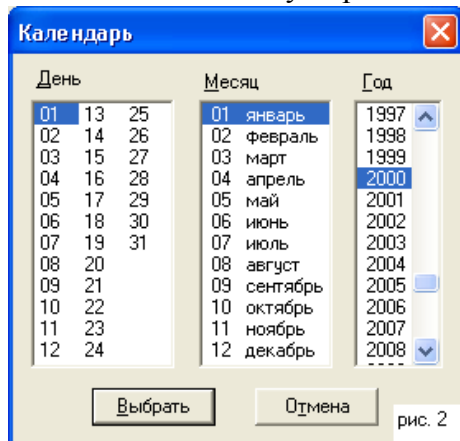 Календарь
День Месяц Год
01 13 25 01 январь 1997
02 14 26 02 февраль 1998
03 15 27 03 март 1999
04 16 28 04 апрель 2000
05 17 29 05 май 2001
06 18 30 06 июнь 2002
07 19 31 07 июль 2003
08 20 08 август 2004
09 21 09 сентябрь 2005
10 22 10 октябрь 2006
11 23 11 ноябрь 2007
12 24 12 декабрь 2008
Выбрать Отмена
рис. 2